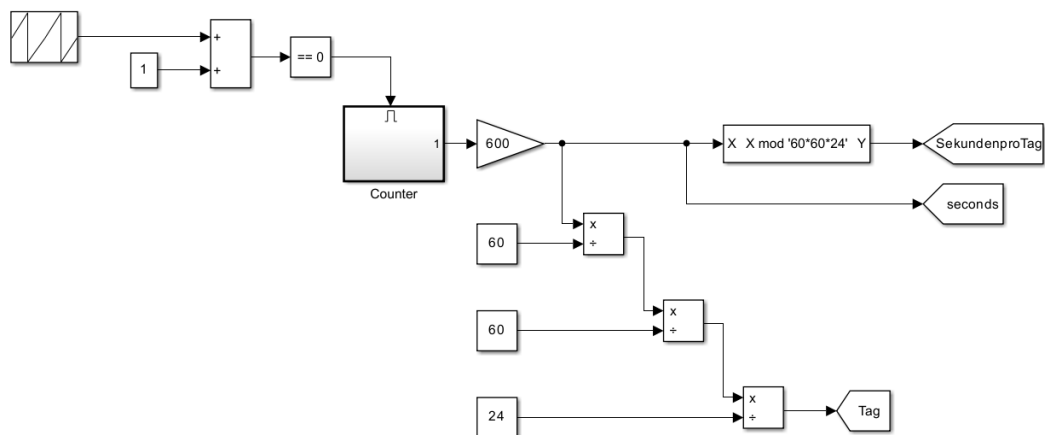 +
1
+
== 0
1
Counter
600
X X mod '60*60*24' Y
SekundenproTag
seconds
x
60
÷
x
60
÷
x
24
÷
Tag